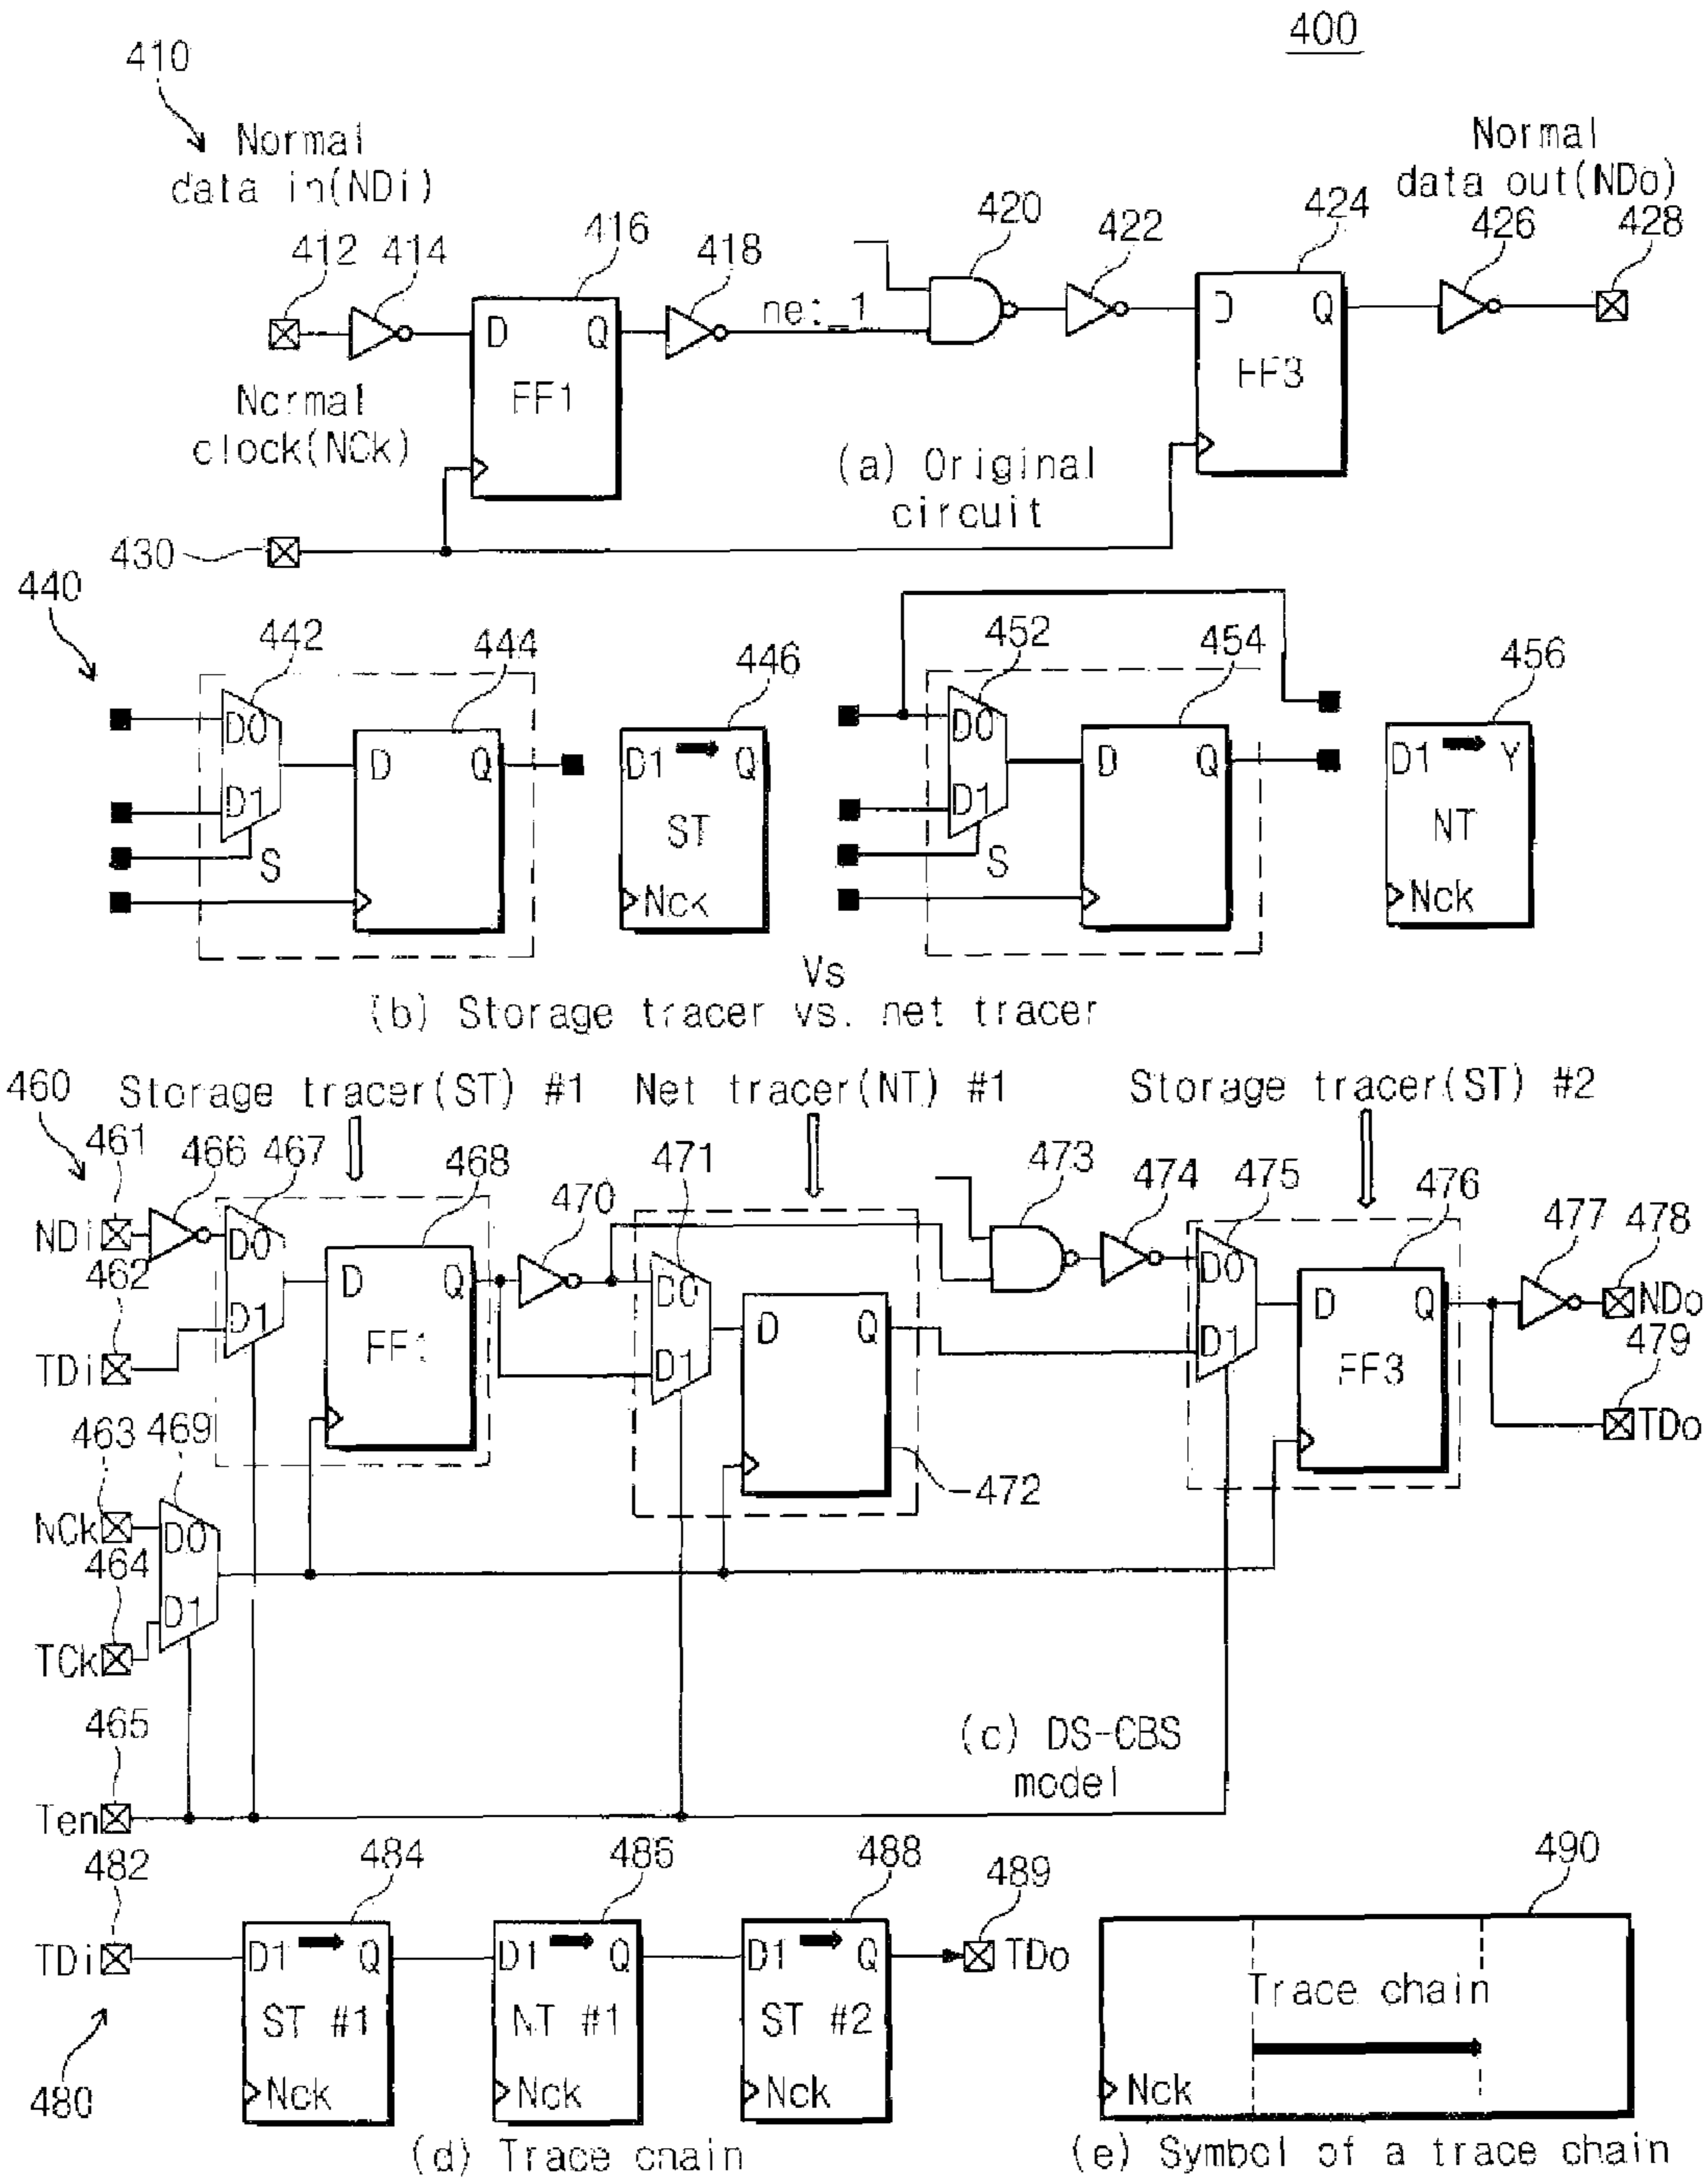 400
410
Normal
data in(NDi)
Normal
data out(NDo)
412
414
416
418
420
422
424
426
428
D
Q
FF1
net_1
D
Q
FF3
Normal
clock(NCk)
(a) Original
circuit
430
440
442
444
446
452
454
456
D0
D1
S
D
Q
D1
Q
ST
Nck
D0
D1
S
D
Q
D1
Y
NT
Nck
Vs
(b) Storage tracer vs. net tracer
460
Storage tracer(ST) #1
Net tracer(NT) #1
Storage tracer(ST) #2
461
466
467
468
470
471
473
474
475
476
477
478
NDi
D0
D1
D
Q
FF1
D0
D1
D
Q
D0
D1
D
Q
FF3
NDo
479
TDo
462
TDi
463
469
472
NCk
D0
464
D1
TCk
465
Ten
(c) DS-CBS
model
482
484
486
488
489
490
TDi
D1
Q
ST #1
Nck
D1
Q
NT #1
Nck
D1
Q
ST #2
Nck
TDo
Trace chain
Nck
480
(d) Trace chain
(e) Symbol of a trace chain